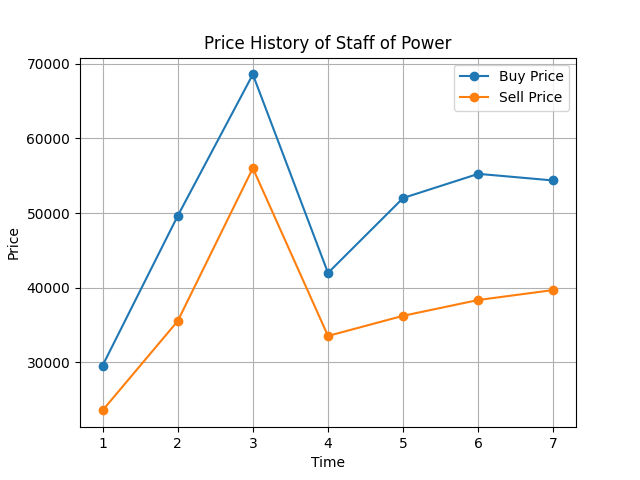 Price History of Staff of Power
70000
60000
50000
40000
30000
Price
Buy Price
Sell Price
1 2 3 4 5 6 7
Time